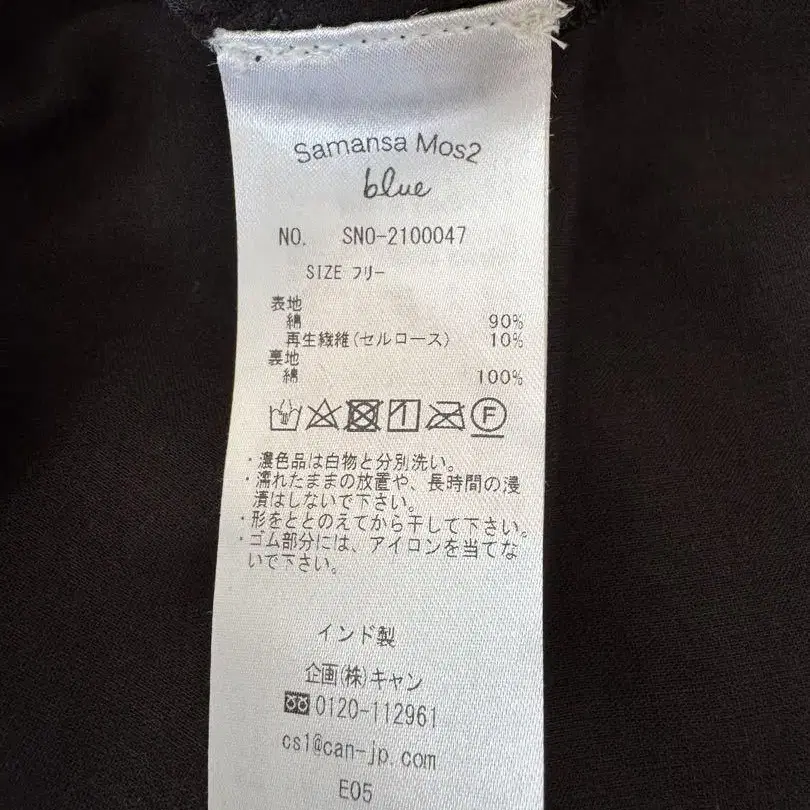 Samansa Mos2
blue
NO. SNO-2100047
SIZE フリー
表地
綿 90%
再生繊維(セルロース) 10%
裏地
綿 100%
F
・濃色品は白物と分別洗い。
・濡れたままの放置や、長時間の浸
漬はしないで下さい。
・形をととのえてから干して下さい。
・ゴム部分には、アイロンを当てな
いで下さい。
インド製
企画(株)キャン
0120-112961
cs1@can-jp.com
E05